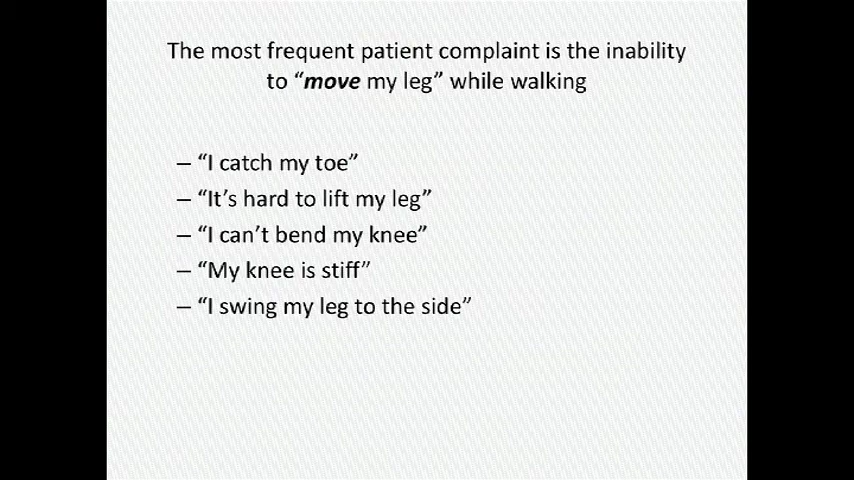 The most frequent patient complaint is the inability
to “move my leg” while walking
– “I catch my toe”
– “It’s hard to lift my leg”
– “I can’t bend my knee”
– “My knee is stiff”
– “I swing my leg to the side”